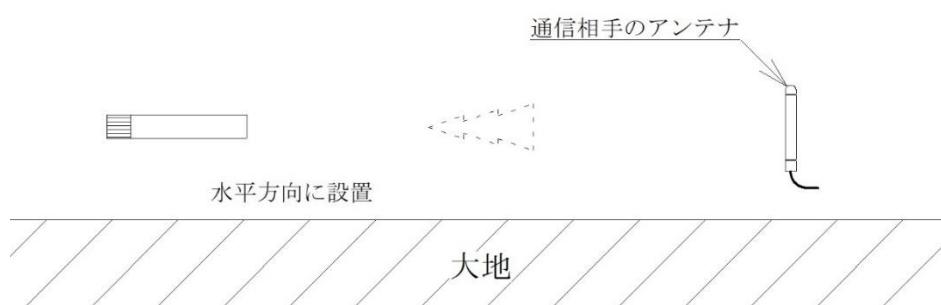 通信相手のアンテナ
水平方向に設置
大地